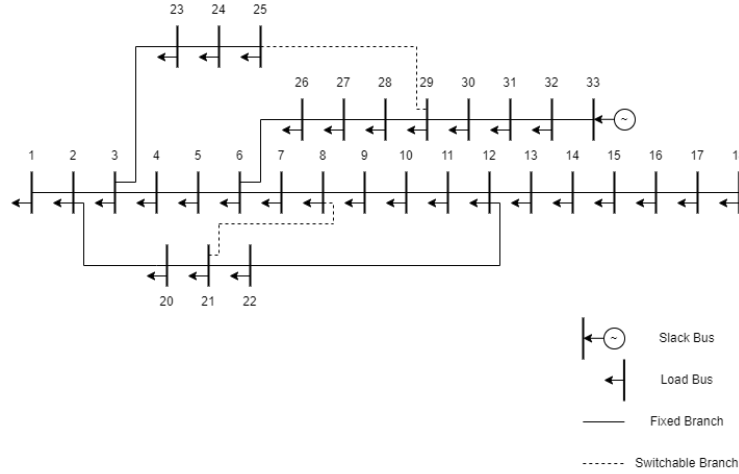 23 24 25
26 27 28 29 30 31 32 33
~
1 2 3 4 5 6 7 8 9 10 11 12 13 14 15 16 17
20 21 22
~ Slack Bus
Load Bus
Fixed Branch
Switchable Branch